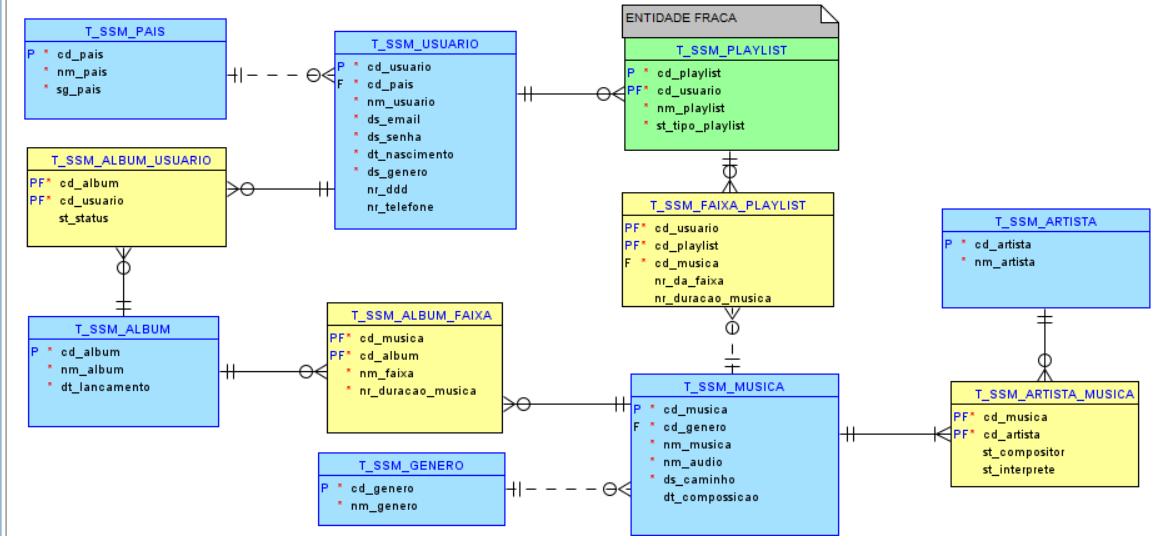 T_SSM_PAIS
P * cd_pais
* nm_pais
* sg_pais
T_SSM_USUARIO
P * cd_usuario
F * cd_pais
* nm_usuario
* ds_email
* ds_senha
* dt_nascimento
* ds_genero
nr_ddd
nr_telefone
ENTIDADE FRACA
T_SSM_PLAYLIST
P * cd_playlist
PF* cd_usuario
* nm_playlist
* st_tipo_playlist
T_SSM_ALBUM_USUARIO
PF* cd_album
PF* cd_usuario
st_status
T_SSM_FAIXA_PLAYLIST
PF* cd_usuario
PF* cd_playlist
F * cd_musica
nr_da_faixa
nr_duracao_musica
T_SSM_ARTISTA
P * cd_artista
* nm_artista
T_SSM_ALBUM
P * cd_album
* nm_album
* dt_lancamento
T_SSM_ALBUM_FAIXA
PF* cd_musica
PF* cd_album
* nm_faixa
* nr_duracao_musica
T_SSM_MUSICA
P * cd_musica
F * cd_genero
* nm_musica
* nm_audio
* ds_caminho
dt_compossicao
T_SSM_ARTISTA_MUSICA
PF* cd_musica
PF* cd_artista
st_compositor
st_interprete
T_SSM_GENERO
P * cd_genero
* nm_genero